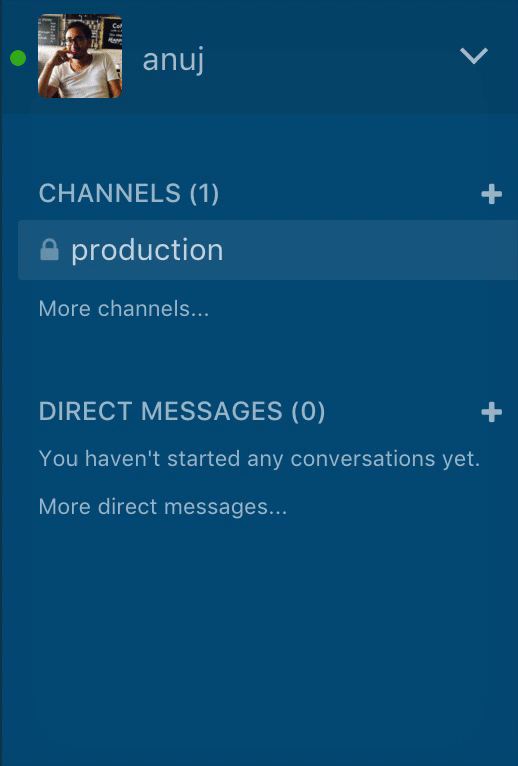 anuj
CHANNELS (1)
production
More channels...
DIRECT MESSAGES (0)
You haven't started any conversations yet.
More direct messages...